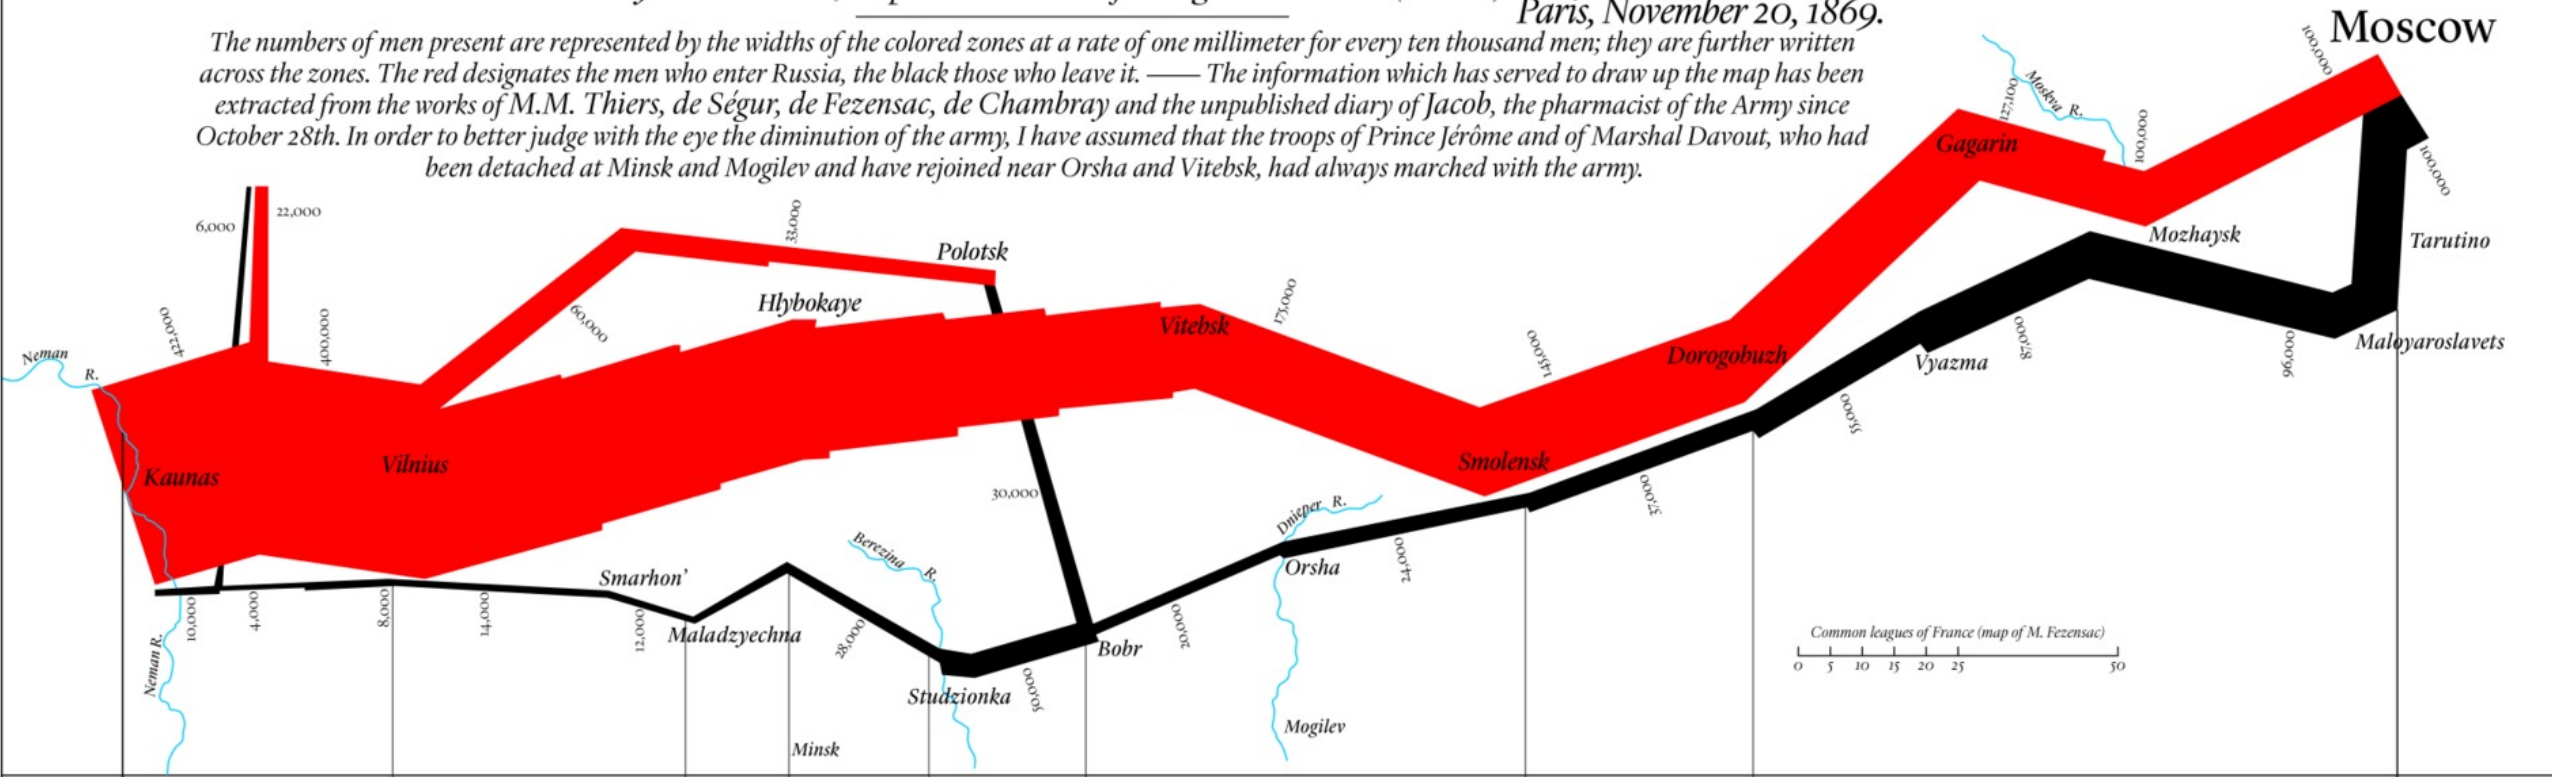 Paris, November 20, 1869.
Moscow
The numbers of men present are represented by the widths of the colored zones at a rate of one millimeter for every ten thousand men; they are further written
across the zones. The red designates the men who enter Russia, the black those who leave it. —— The information which has served to draw up the map has been
extracted from the works of M.M. Thiers, de Ségur, de Fezensac, de Chambray and the unpublished diary of Jacob, the pharmacist of the Army since
October 28th. In order to better judge with the eye the diminution of the army, I have assumed that the troops of Prince Jérôme and of Marshal Davout, who had
been detached at Minsk and Mogilev and have rejoined near Orsha and Vitebsk, had always marched with the army.
100,000
Moskva R.
127,100
100,000
Gagarin
100,000
6,000
22,000
33,000
Polotsk
Mozhaysk
Tarutino
Hlybokaye
60,000
422,000
400,000
Vitebsk
175,000
145,000
Dorogobuzh
Vyazma
87,000
96,000
Maloyaroslavets
Neman
R.
55,000
Kaunas
Vilnius
Smolensk
37,000
30,000
Dnieper R.
Berezina R.
Orsha
24,000
Smarhon’
10,000
4,000
8,000
14,000
12,000
Maladzyechna
28,000
20,000
Bobr
Neman R.
Studzionka
50,000
Common leagues of France (map of M. Fezensac)
0 5 10 15 20 25 50
Mogilev
Minsk